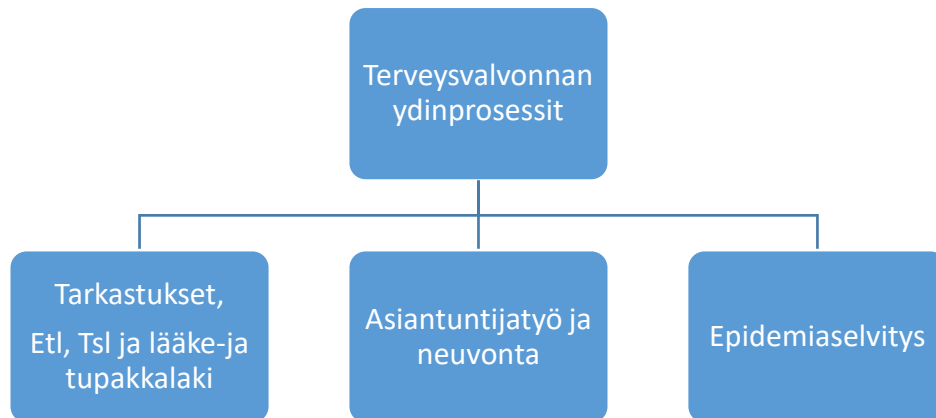 Terveysvalvonnan
ydinprosessit
Tarkastukset,
Etl, Tsl ja lääke-ja
tupakkalaki
Asiantuntijatyö ja
neuvonta
Epidemiaselvitys